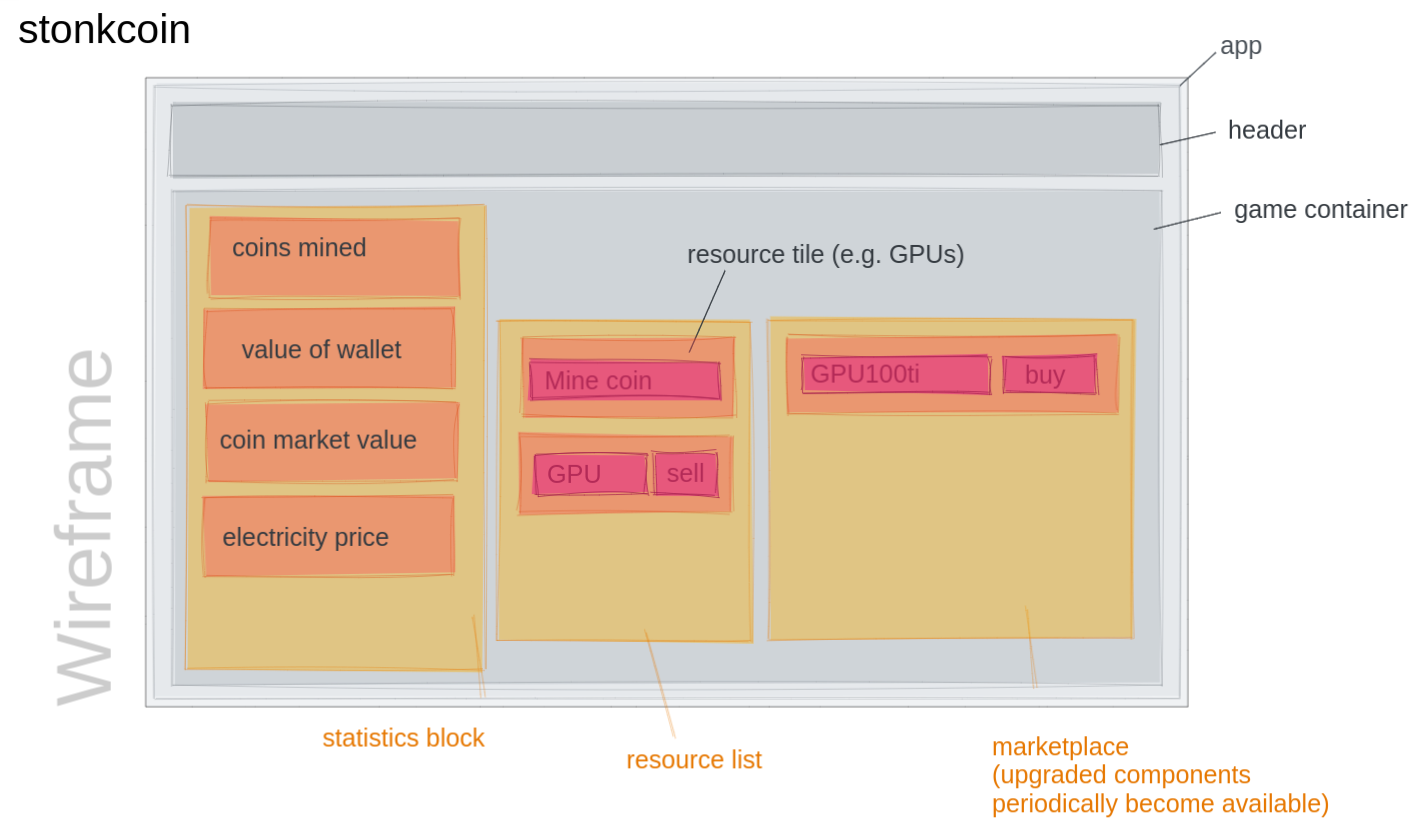 stonkcoin
app
header
game container
coins mined
value of wallet
coin market value
electricity price
resource tile (e.g. GPUs)
Mine coin
GPU
sell
GPU100ti
buy
Wireframe
statistics block
resource list
marketplace
(upgraded components
periodically become available)